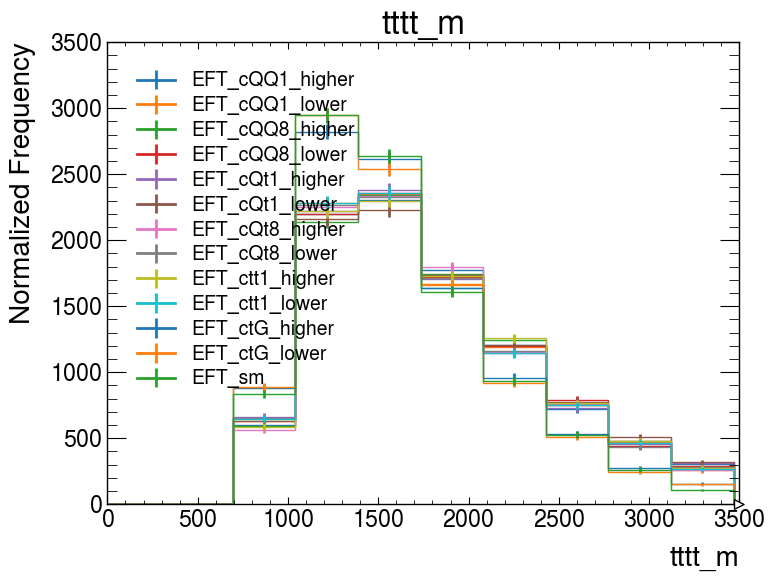 tttt_m
Normalized Frequency
3500
3000
2500
2000
1500
1000
500
0
EFT_cQQ1_higher
EFT_cQQ1_lower
EFT_cQQ8_higher
EFT_cQQ8_lower
EFT_cQt1_higher
EFT_cQt1_lower
EFT_cQt8_higher
EFT_cQt8_lower
EFT_ctt1_higher
EFT_ctt1_lower
EFT_ctG_higher
EFT_ctG_lower
EFT_sm
0 500 1000 1500 2000 2500 3000 3500
tttt_m